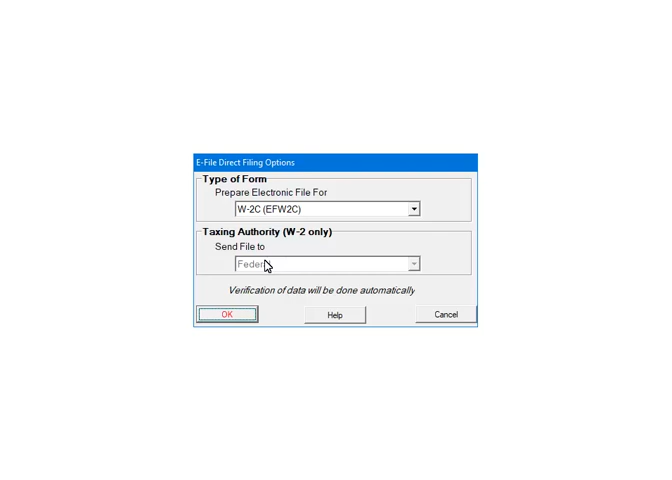 E-File Direct Filing Options
Type of Form
Prepare Electronic File For
W-2C (EFW2C)
Taxing Authority (W-2 only)
Send File to
Verification of data will be done automatically
OK
Help
Cancel